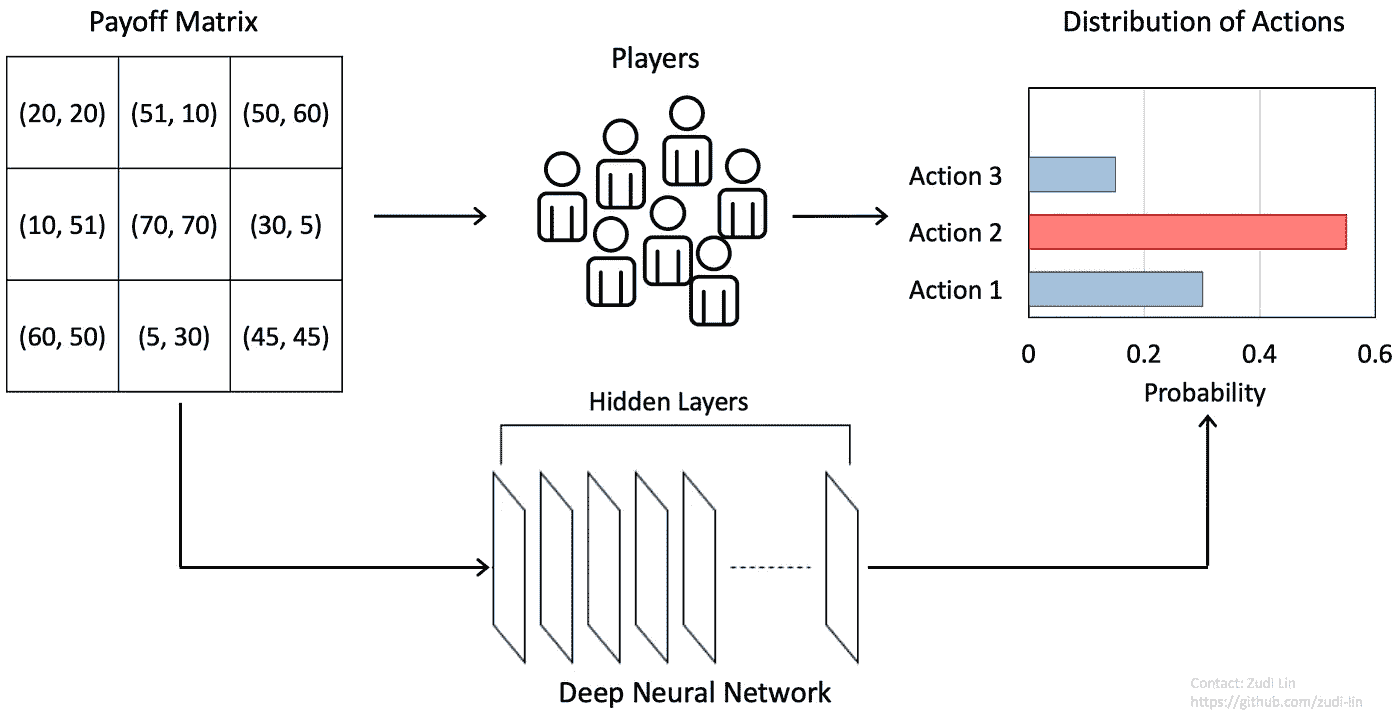 Payoff Matrix
Players
Distribution of Actions
(20, 20) (51, 10) (50, 60)
(10, 51) (70, 70) (30, 5)
(60, 50) (5, 30) (45, 45)
Action 3
Action 2
Action 1
0 0.2 0.4 0.6
Probability
Hidden Layers
Deep Neural Network
Contact: Zudi Lin
https://github.com/zudi-lin